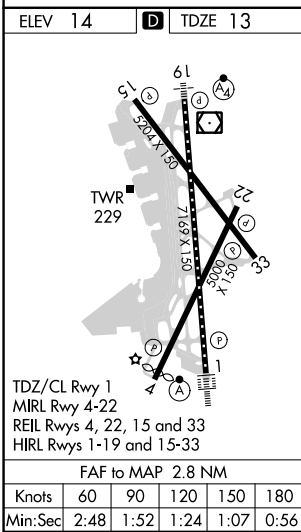 ELEV 14 D TDZE 13
15
19
P
P
A4
5204 X 150
TWR
229
7169 X 150
22
P
P
5000
X 150
33
P
P
4
A
1
TDZ/CL Rwy 1
MIRL Rwy 4-22
REIL Rwys 4, 22, 15 and 33
HIRL Rwys 1-19 and 15-33
FAF to MAP 2.8 NM
Knots 60 90 120 150 180
Min:Sec 2:48 1:52 1:24 1:07 0:56